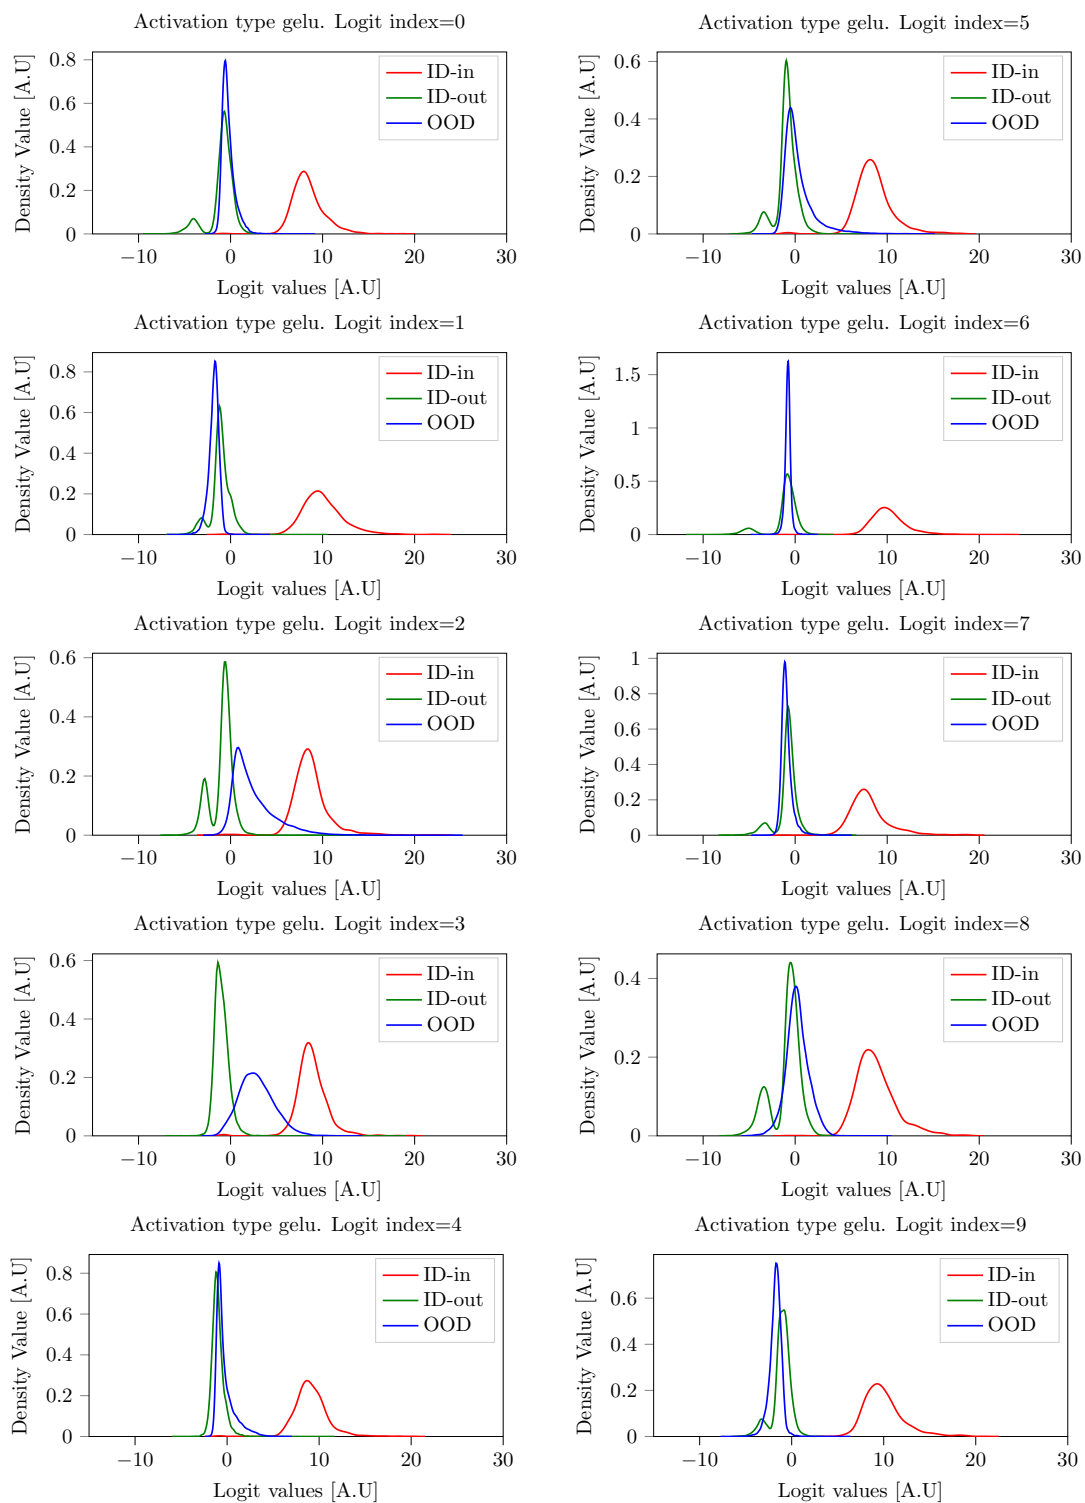 Activation type gelu. Logit index=0
0.8
0.6
0.4
0.2
0
Density Value [A.U]
ID-in
ID-out
OOD
−10 0 10 20 30
Logit values [A.U]
Activation type gelu. Logit index=5
0.6
0.4
0.2
0
Density Value [A.U]
ID-in
ID-out
OOD
−10 0 10 20 30
Logit values [A.U]
Activation type gelu. Logit index=1
0.8
0.6
0.4
0.2
0
Density Value [A.U]
ID-in
ID-out
OOD
−10 0 10 20 30
Logit values [A.U]
Activation type gelu. Logit index=6
1.5
1
0.5
0
Density Value [A.U]
ID-in
ID-out
OOD
−10 0 10 20 30
Logit values [A.U]
Activation type gelu. Logit index=2
0.6
0.4
0.2
0
Density Value [A.U]
ID-in
ID-out
OOD
−10 0 10 20 30
Logit values [A.U]
Activation type gelu. Logit index=7
1
0.8
0.6
0.4
0.2
0
Density Value [A.U]
ID-in
ID-out
OOD
−10 0 10 20 30
Logit values [A.U]
Activation type gelu. Logit index=3
0.6
0.4
0.2
0
Density Value [A.U]
ID-in
ID-out
OOD
−10 0 10 20 30
Logit values [A.U]
Activation type gelu. Logit index=8
0.4
0.2
0
Density Value [A.U]
ID-in
ID-out
OOD
−10 0 10 20 30
Logit values [A.U]
Activation type gelu. Logit index=4
0.8
0.6
0.4
0.2
0
Density Value [A.U]
ID-in
ID-out
OOD
−10 0 10 20 30
Logit values [A.U]
Activation type gelu. Logit index=9
0.6
0.4
0.2
0
Density Value [A.U]
ID-in
ID-out
OOD
−10 0 10 20 30
Logit values [A.U]